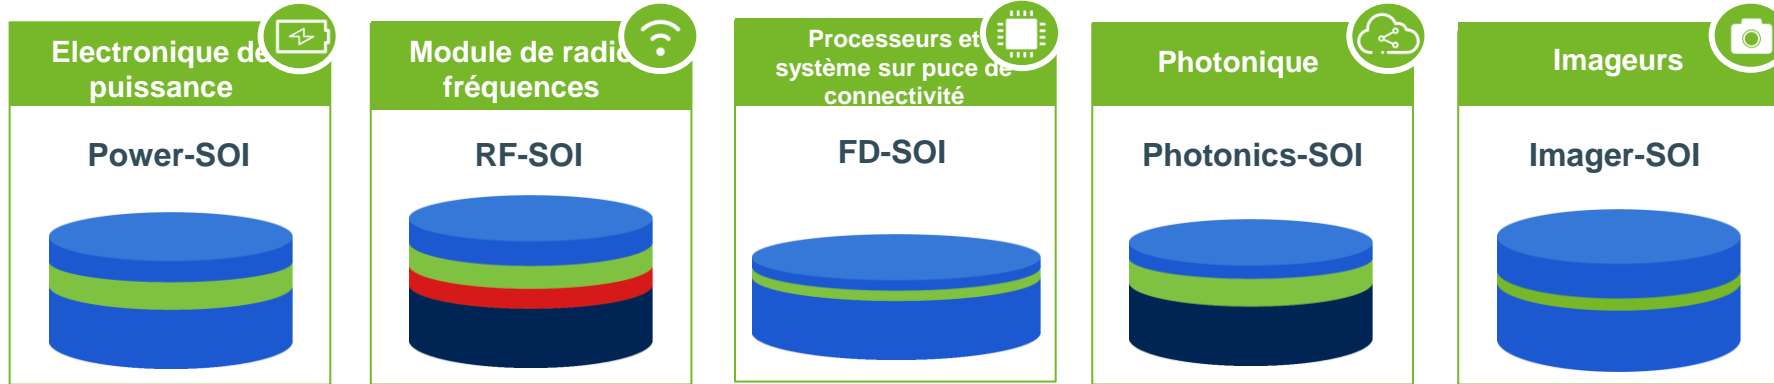 Electronique de
puissance
Power-SOI
Module de radio
fréquences
RF-SOI
Processeurs et
système sur puce de
connectivité
FD-SOI
Photonique
Photonics-SOI
Imageurs
Imager-SOI